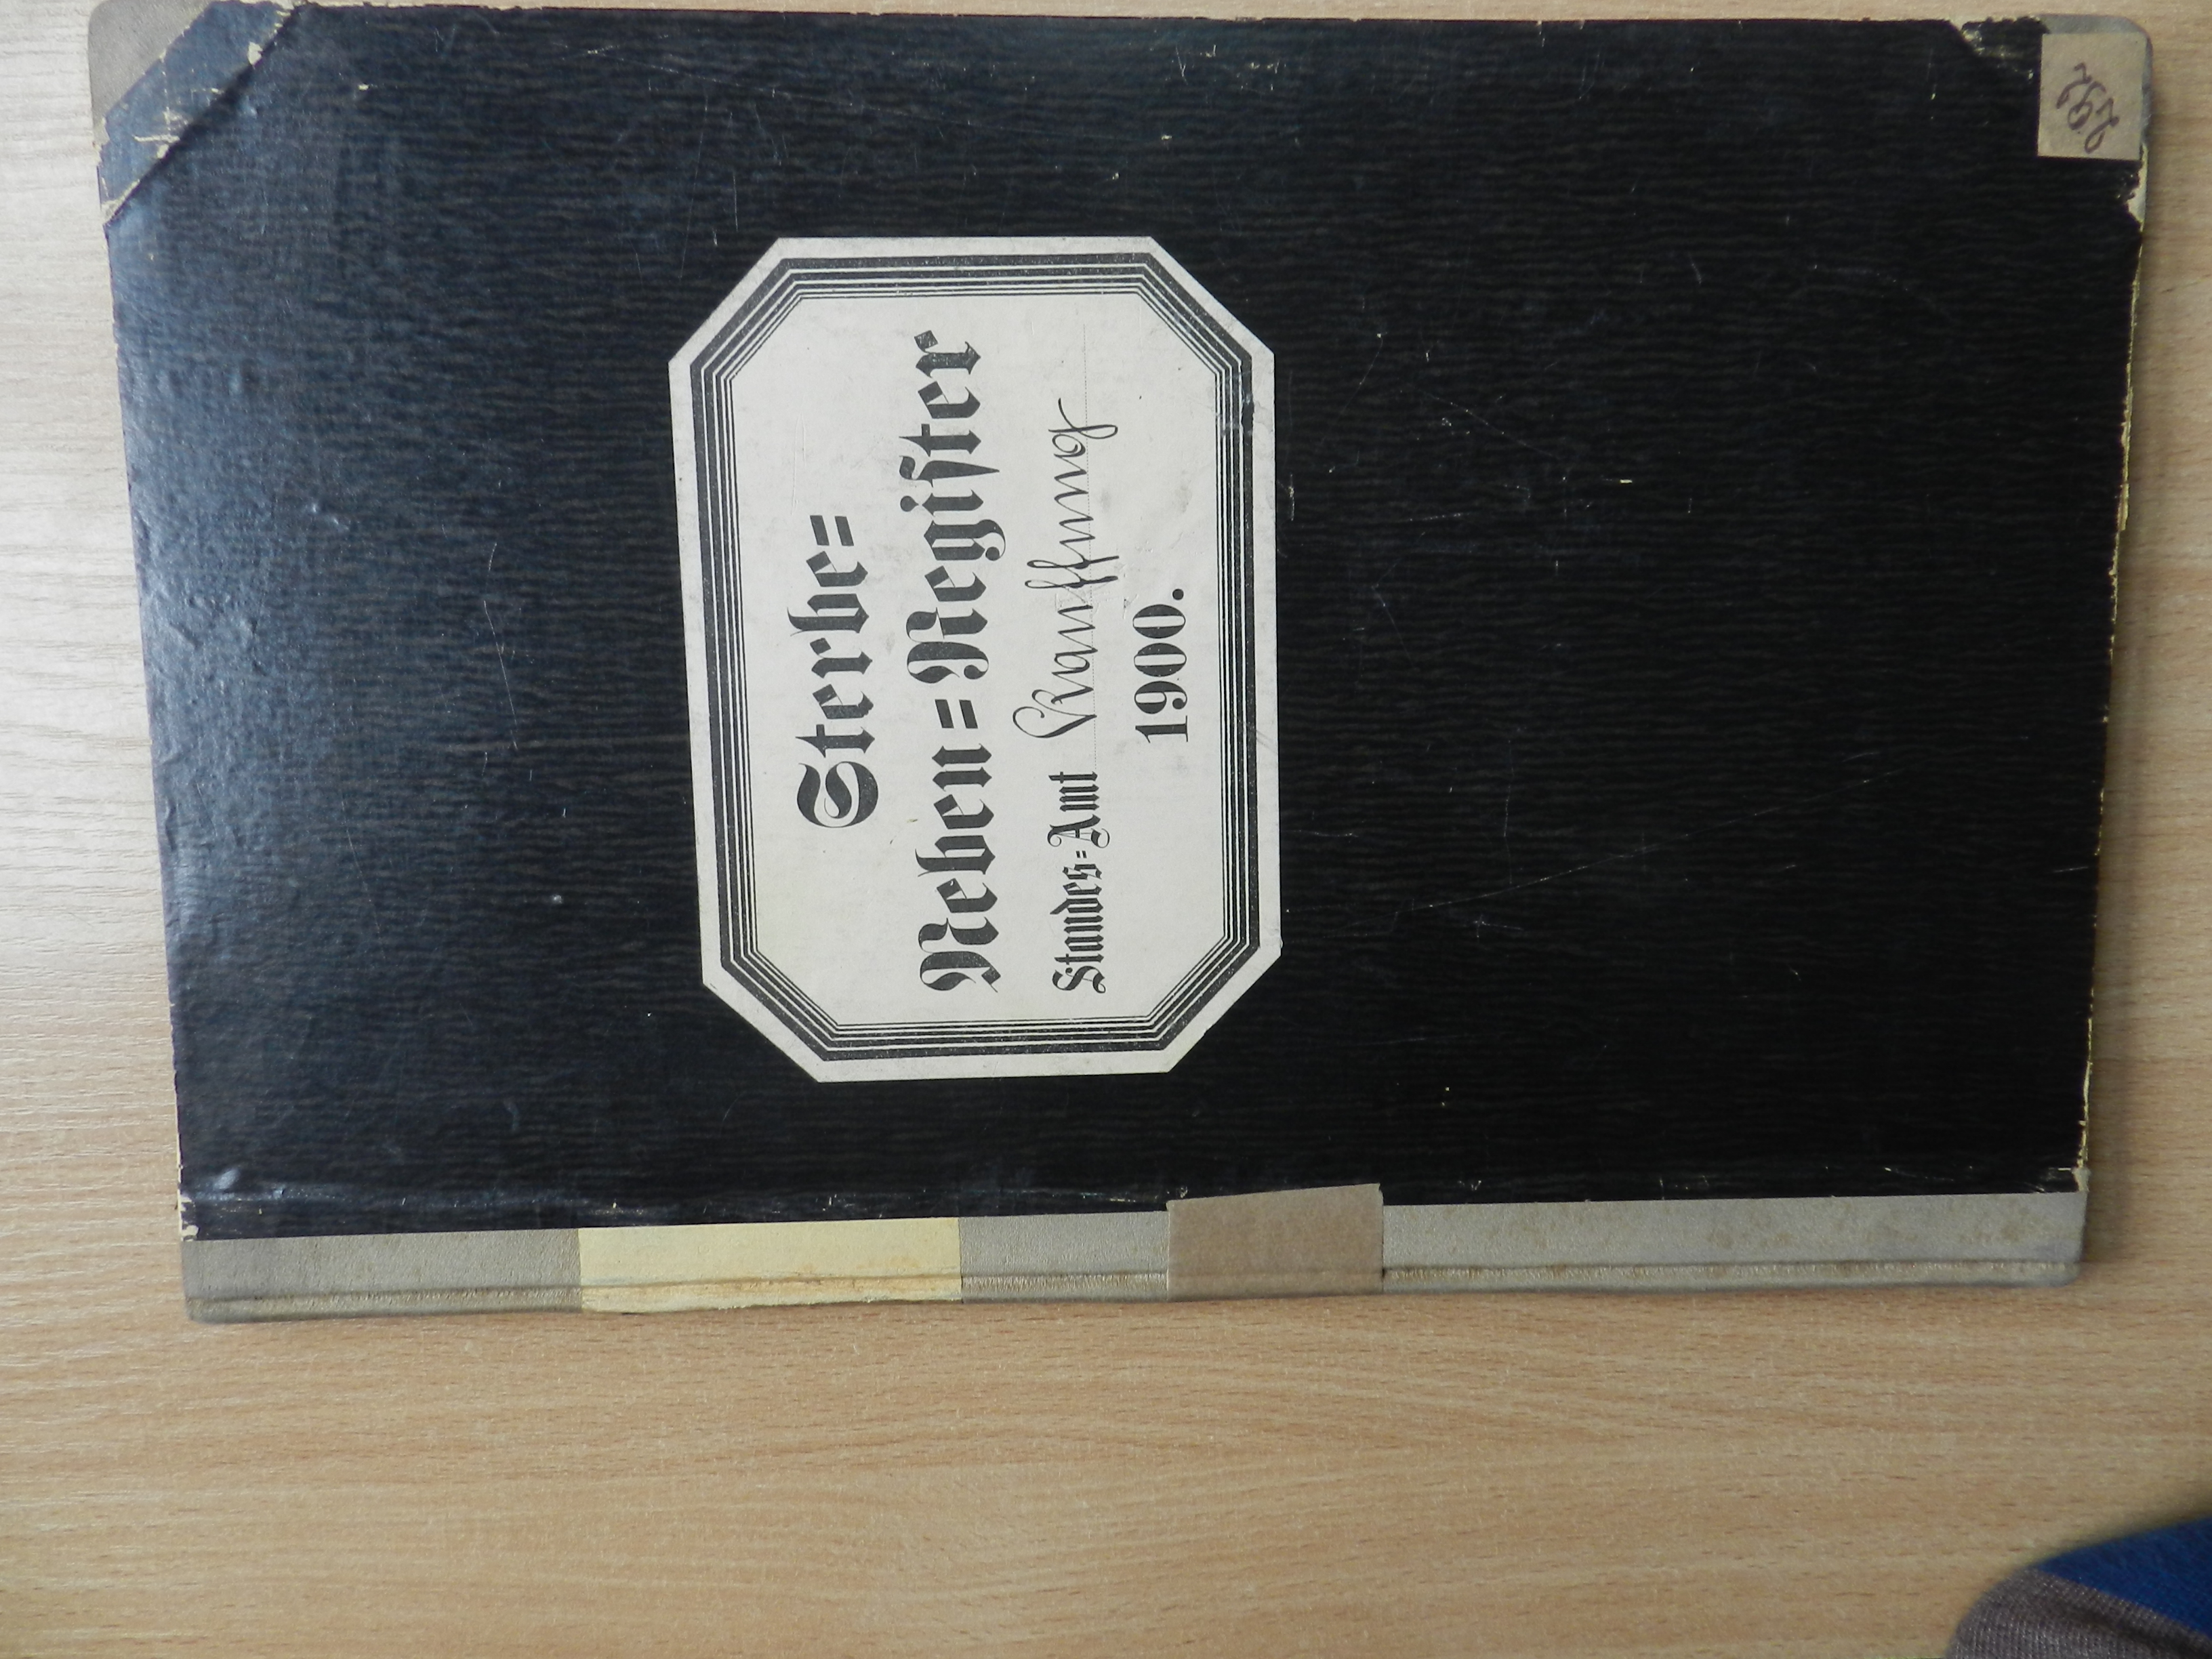 Sterbe=
Neben=Register
Standes=Amt Kauffung
1900.